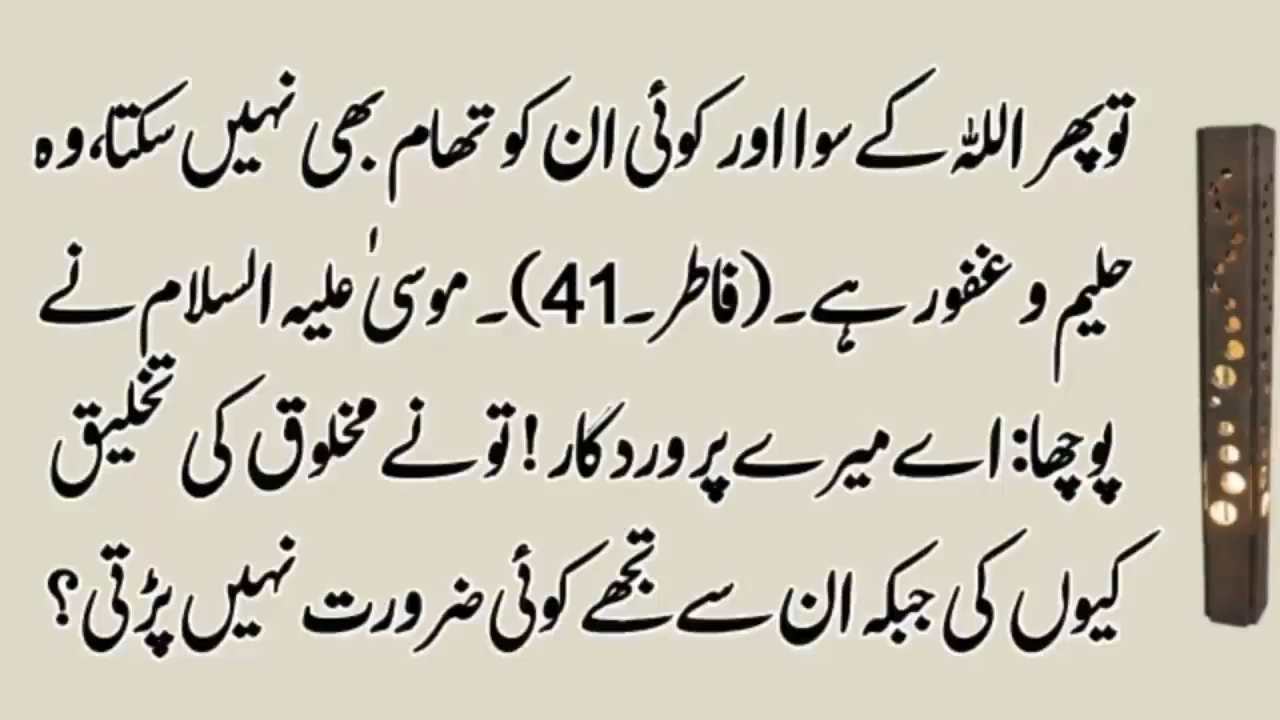 تو پھر اللہ کے سوا اور کوئی ان کو تھام بھی نہیں سکتا، وہ
حلیم و غفور ہے۔ (فاطر۔41)۔ موسیٰ علیہ السلام نے
پوچھا: اے میرے پروردگار! تو نے مخلوق کی تخلیق
کیوں کی جبکہ ان سے تجھے کوئی ضرورت نہیں پڑتی؟